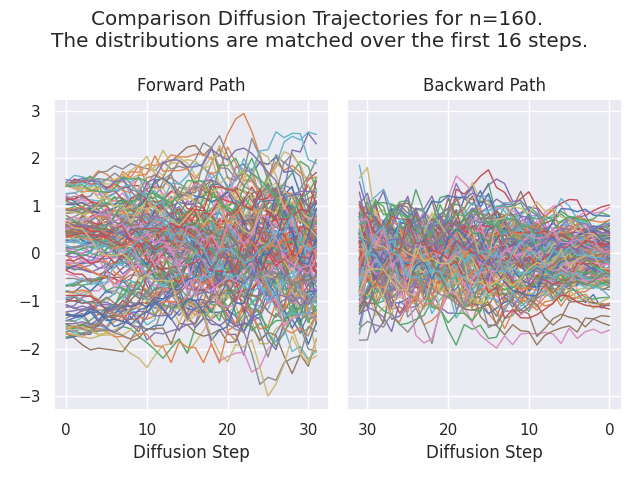 Comparison Diffusion Trajectories for n=160.
The distributions are matched over the first 16 steps.
Forward Path
Backward Path
3
2
1
0
−1
−2
−3
0 10 20 30
30 20 10 0
Diffusion Step
Diffusion Step